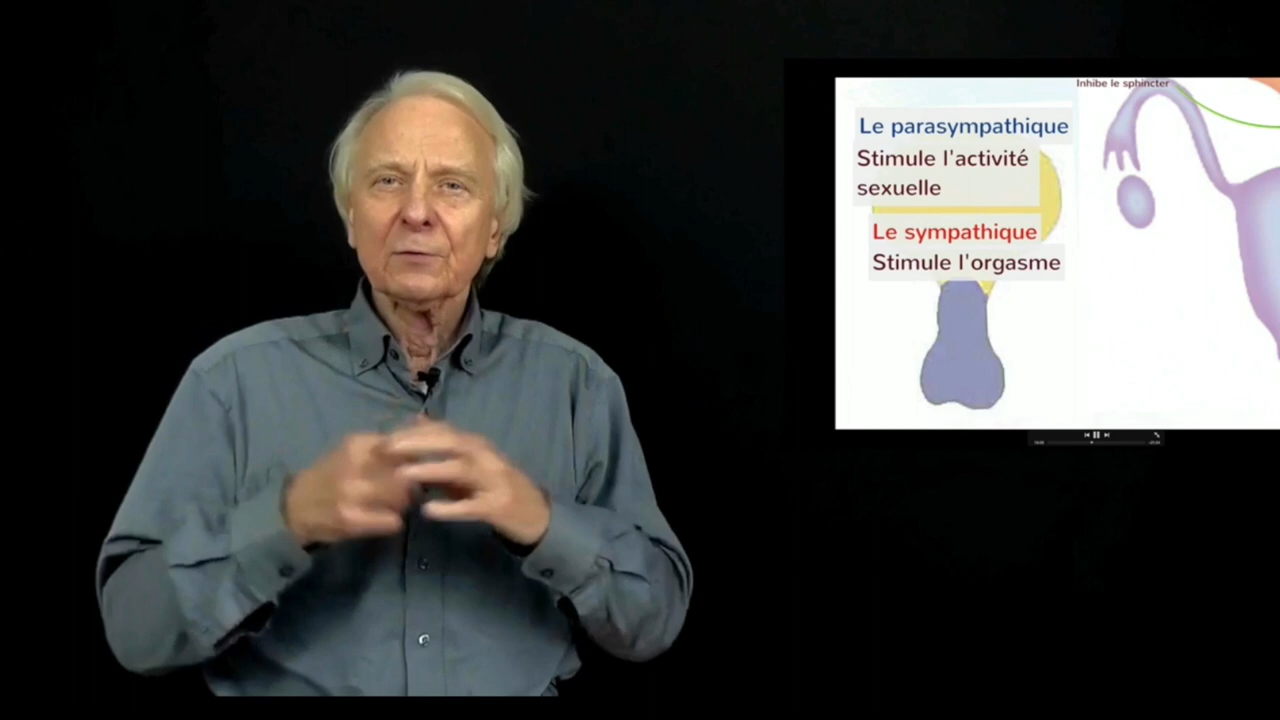 Inhibe le sphincter
Le parasympathique
Stimule l'activité
sexuelle
Le sympathique
Stimule l'orgasme